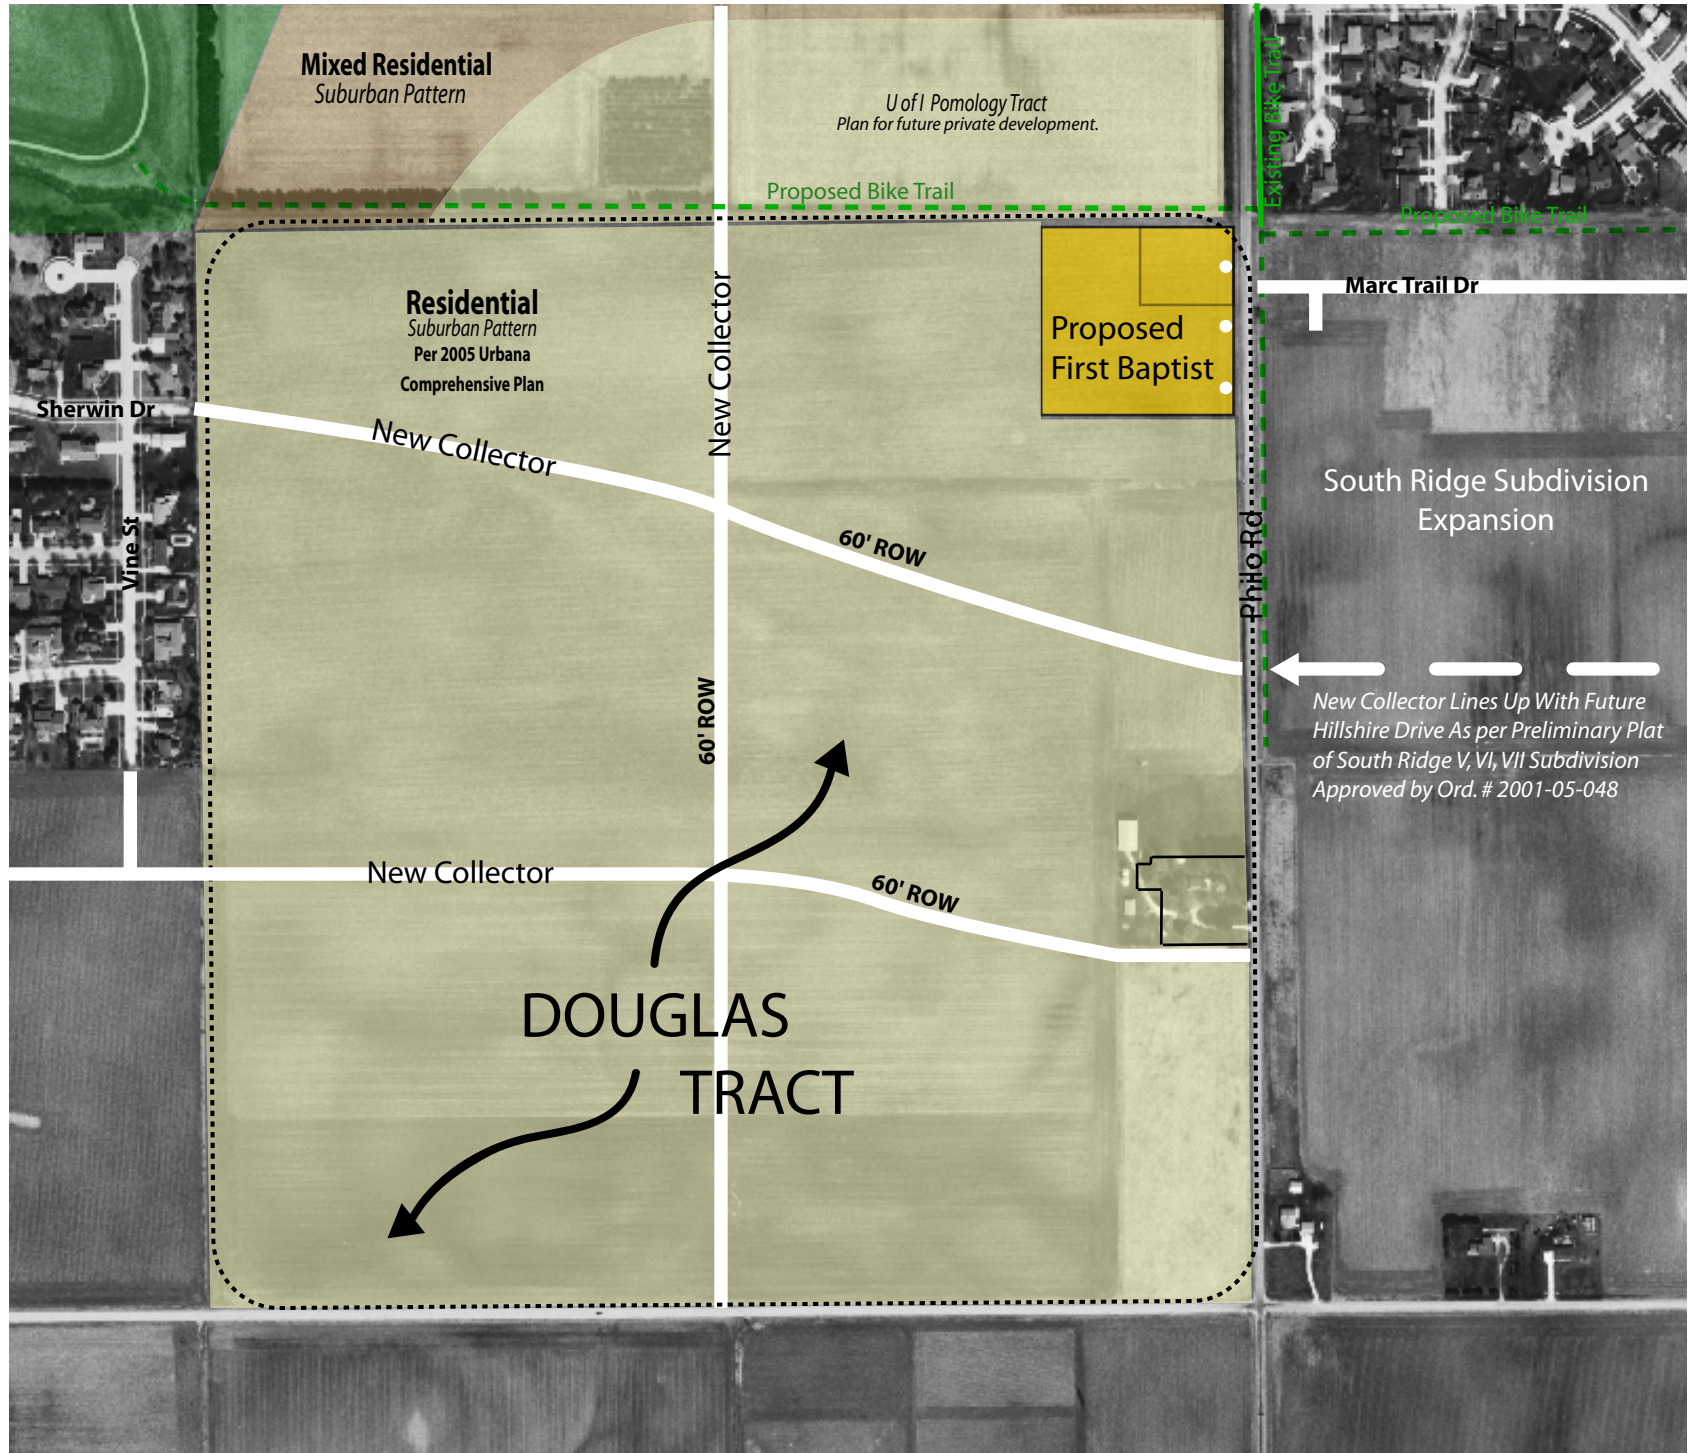 Mixed Residential
Suburban Pattern
U of I Pomology Tract
Plan for future private development.
Existing Bike Trail
Proposed Bike Trail
Proposed Bike Trail
Marc Trail Dr
Residential
Suburban Pattern
Per 2005 Urbana
Comprehensive Plan
New Collector
Proposed
First Baptist
Sherwin Dr
New Collector
South Ridge Subdivision
Expansion
Vine St
60' ROW
Philo Rd
60' ROW
New Collector Lines Up With Future
Hillshire Drive As per Preliminary Plat
of South Ridge V, VI, VII Subdivision
Approved by Ord. # 2001-05-048
New Collector
60' ROW
DOUGLAS
TRACT